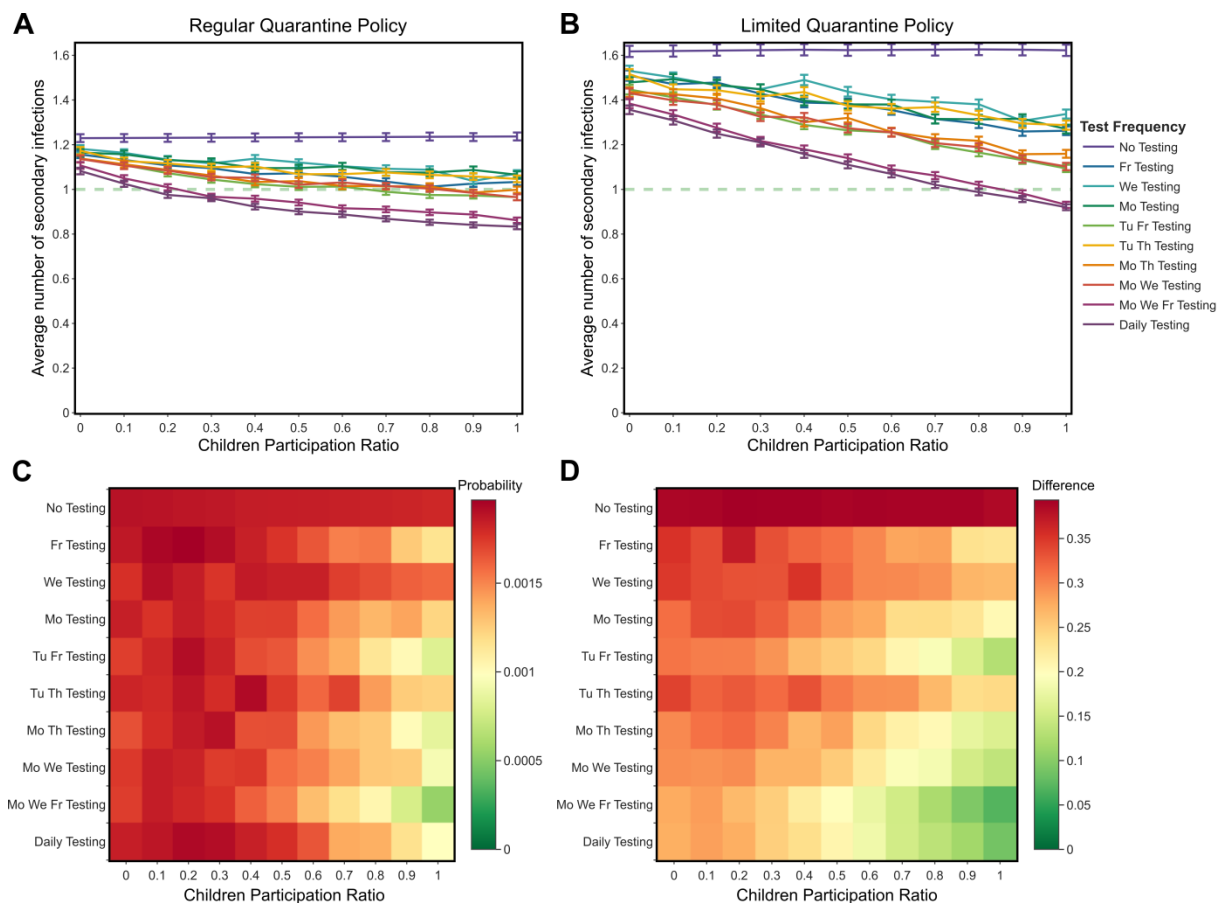 A
Regular Quarantine Policy
Average number of secondary infections
1.6
1.4
1.2
1
0.8
0.6
0.4
0.2
0
0 0.1 0.2 0.3 0.4 0.5 0.6 0.7 0.8 0.9 1
Children Participation Ratio
B
Limited Quarantine Policy
Average number of secondary infections
1.6
1.4
1.2
1
0.8
0.6
0.4
0.2
0
0 0.1 0.2 0.3 0.4 0.5 0.6 0.7 0.8 0.9 1
Children Participation Ratio
Test Frequency
No Testing
Fr Testing
We Testing
Mo Testing
Tu Fr Testing
Tu Th Testing
Mo Th Testing
Mo We Testing
Mo We Fr Testing
Daily Testing
C
No Testing
Fr Testing
We Testing
Mo Testing
Tu Fr Testing
Tu Th Testing
Mo Th Testing
Mo We Testing
Mo We Fr Testing
Daily Testing
0 0.1 0.2 0.3 0.4 0.5 0.6 0.7 0.8 0.9 1
Children Participation Ratio
Probability
0.0015
0.001
0.0005
0
D
No Testing
Fr Testing
We Testing
Mo Testing
Tu Fr Testing
Tu Th Testing
Mo Th Testing
Mo We Testing
Mo We Fr Testing
Daily Testing
0 0.1 0.2 0.3 0.4 0.5 0.6 0.7 0.8 0.9 1
Children Participation Ratio
Difference
0.35
0.3
0.25
0.2
0.15
0.1
0.05
0